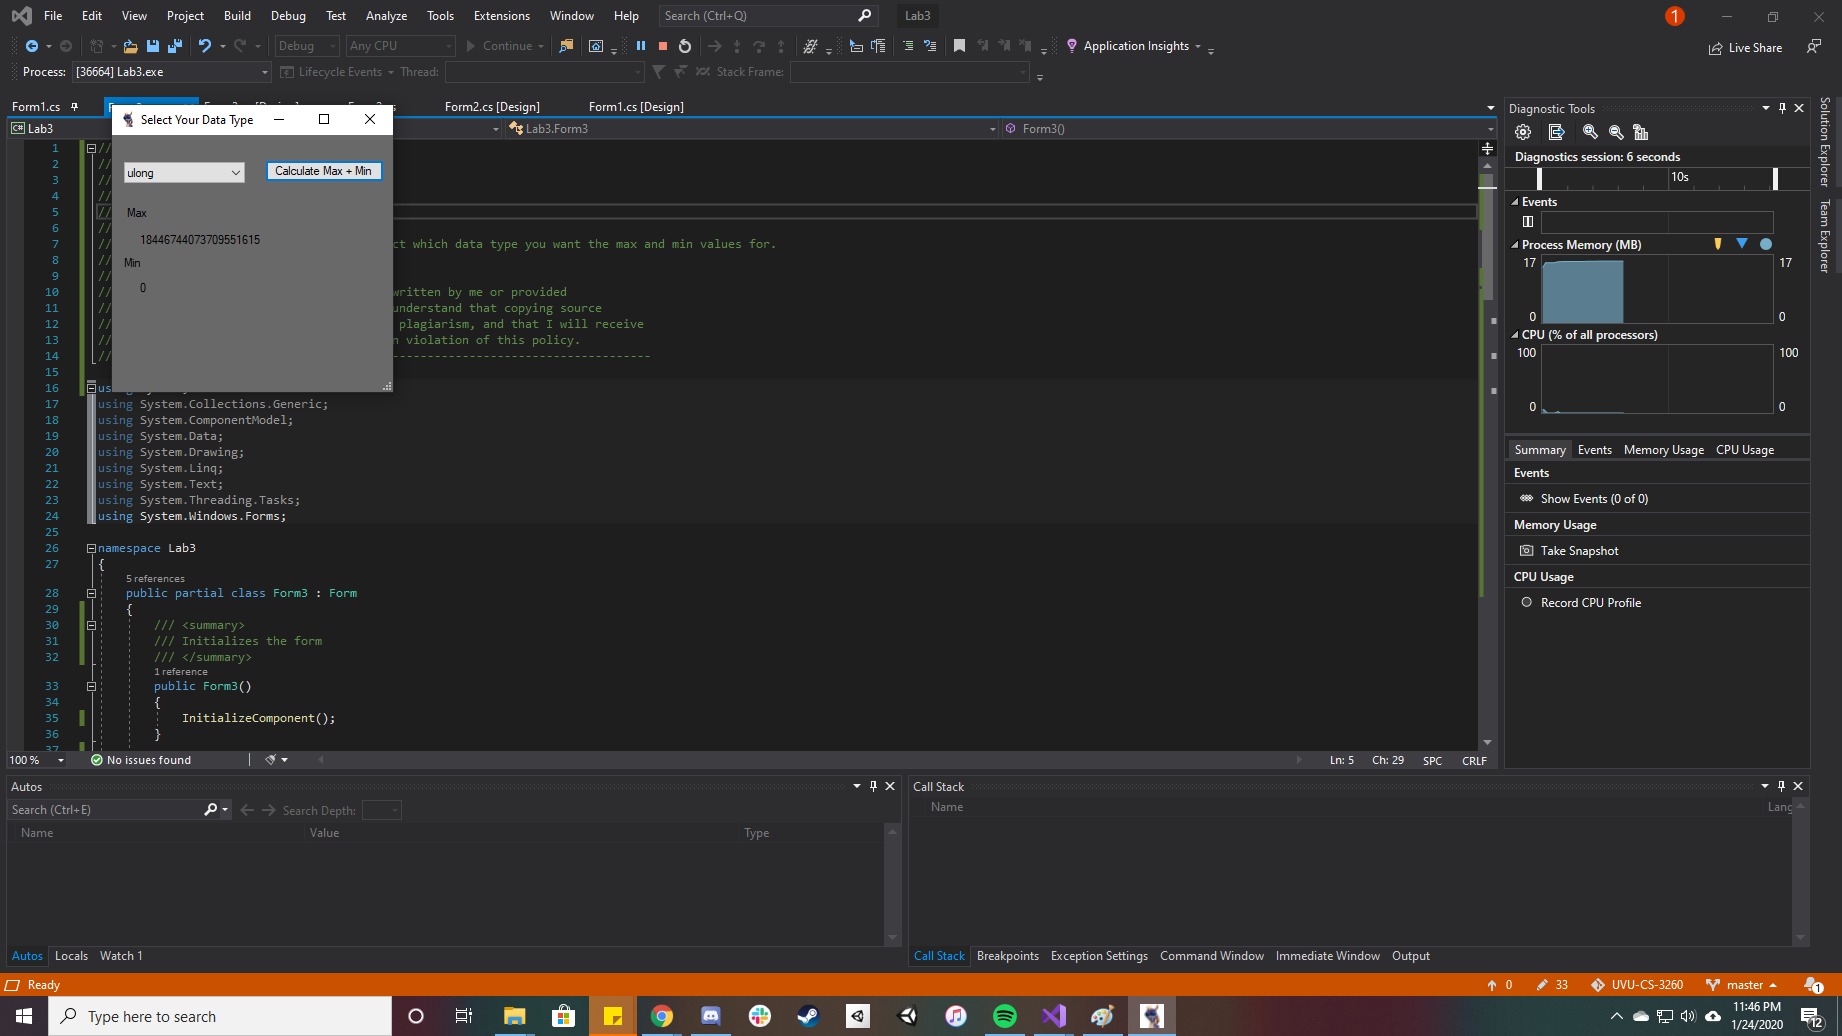 File Edit View Project Build Debug Test Analyze Tools Extensions Window Help Search (Ctrl+Q) Lab3 1
Debug Any CPU Continue Application Insights Live Share
Process: [36664] Lab3.exe Lifecycle Events Thread: Stack Frame:
Form1.cs Form2.cs [Design] Form1.cs [Design]
C# Lab3 Lab3.Form3 Form3()
Select Your Data Type
ulong Calculate Max + Min
Max
18446744073709551615
Min
0
1 //
2 //
3 //
4 //
5 //
6 //
7 // ct which data type you want the max and min values for.
8 //
9 //
10 // written by me or provided
11 // understand that copying source
12 // plagiarism, and that I will receive
13 // n violation of this policy.
14 // -------------------------------------
15
16 us
17 using System.Collections.Generic;
18 using System.ComponentModel;
19 using System.Data;
20 using System.Drawing;
21 using System.Linq;
22 using System.Text;
23 using System.Threading.Tasks;
24 using System.Windows.Forms;
25
26 namespace Lab3
27 {
5 references
28 public partial class Form3 : Form
29 {
30 /// <summary>
31 /// Initializes the form
32 /// </summary>
1 reference
33 public Form3()
34 {
35 InitializeComponent();
36 }
37
100 % No issues found Ln: 5 Ch: 29 SPC CRLF
Diagnostic Tools
Diagnostics session: 6 seconds
10s
Events
Process Memory (MB)
17 17
0 0
CPU (% of all processors)
100 100
0 0
Summary Events Memory Usage CPU Usage
Events
Show Events (0 of 0)
Memory Usage
Take Snapshot
CPU Usage
Record CPU Profile
Solution Explorer
Team Explorer
Autos
Search (Ctrl+E) Search Depth:
Name Value Type
Autos Locals Watch 1
Call Stack
Name Lang
Call Stack Breakpoints Exception Settings Command Window Immediate Window Output
Ready 0 33 UVU-CS-3260 master 1
Type here to search
11:46 PM
1/24/2020
12